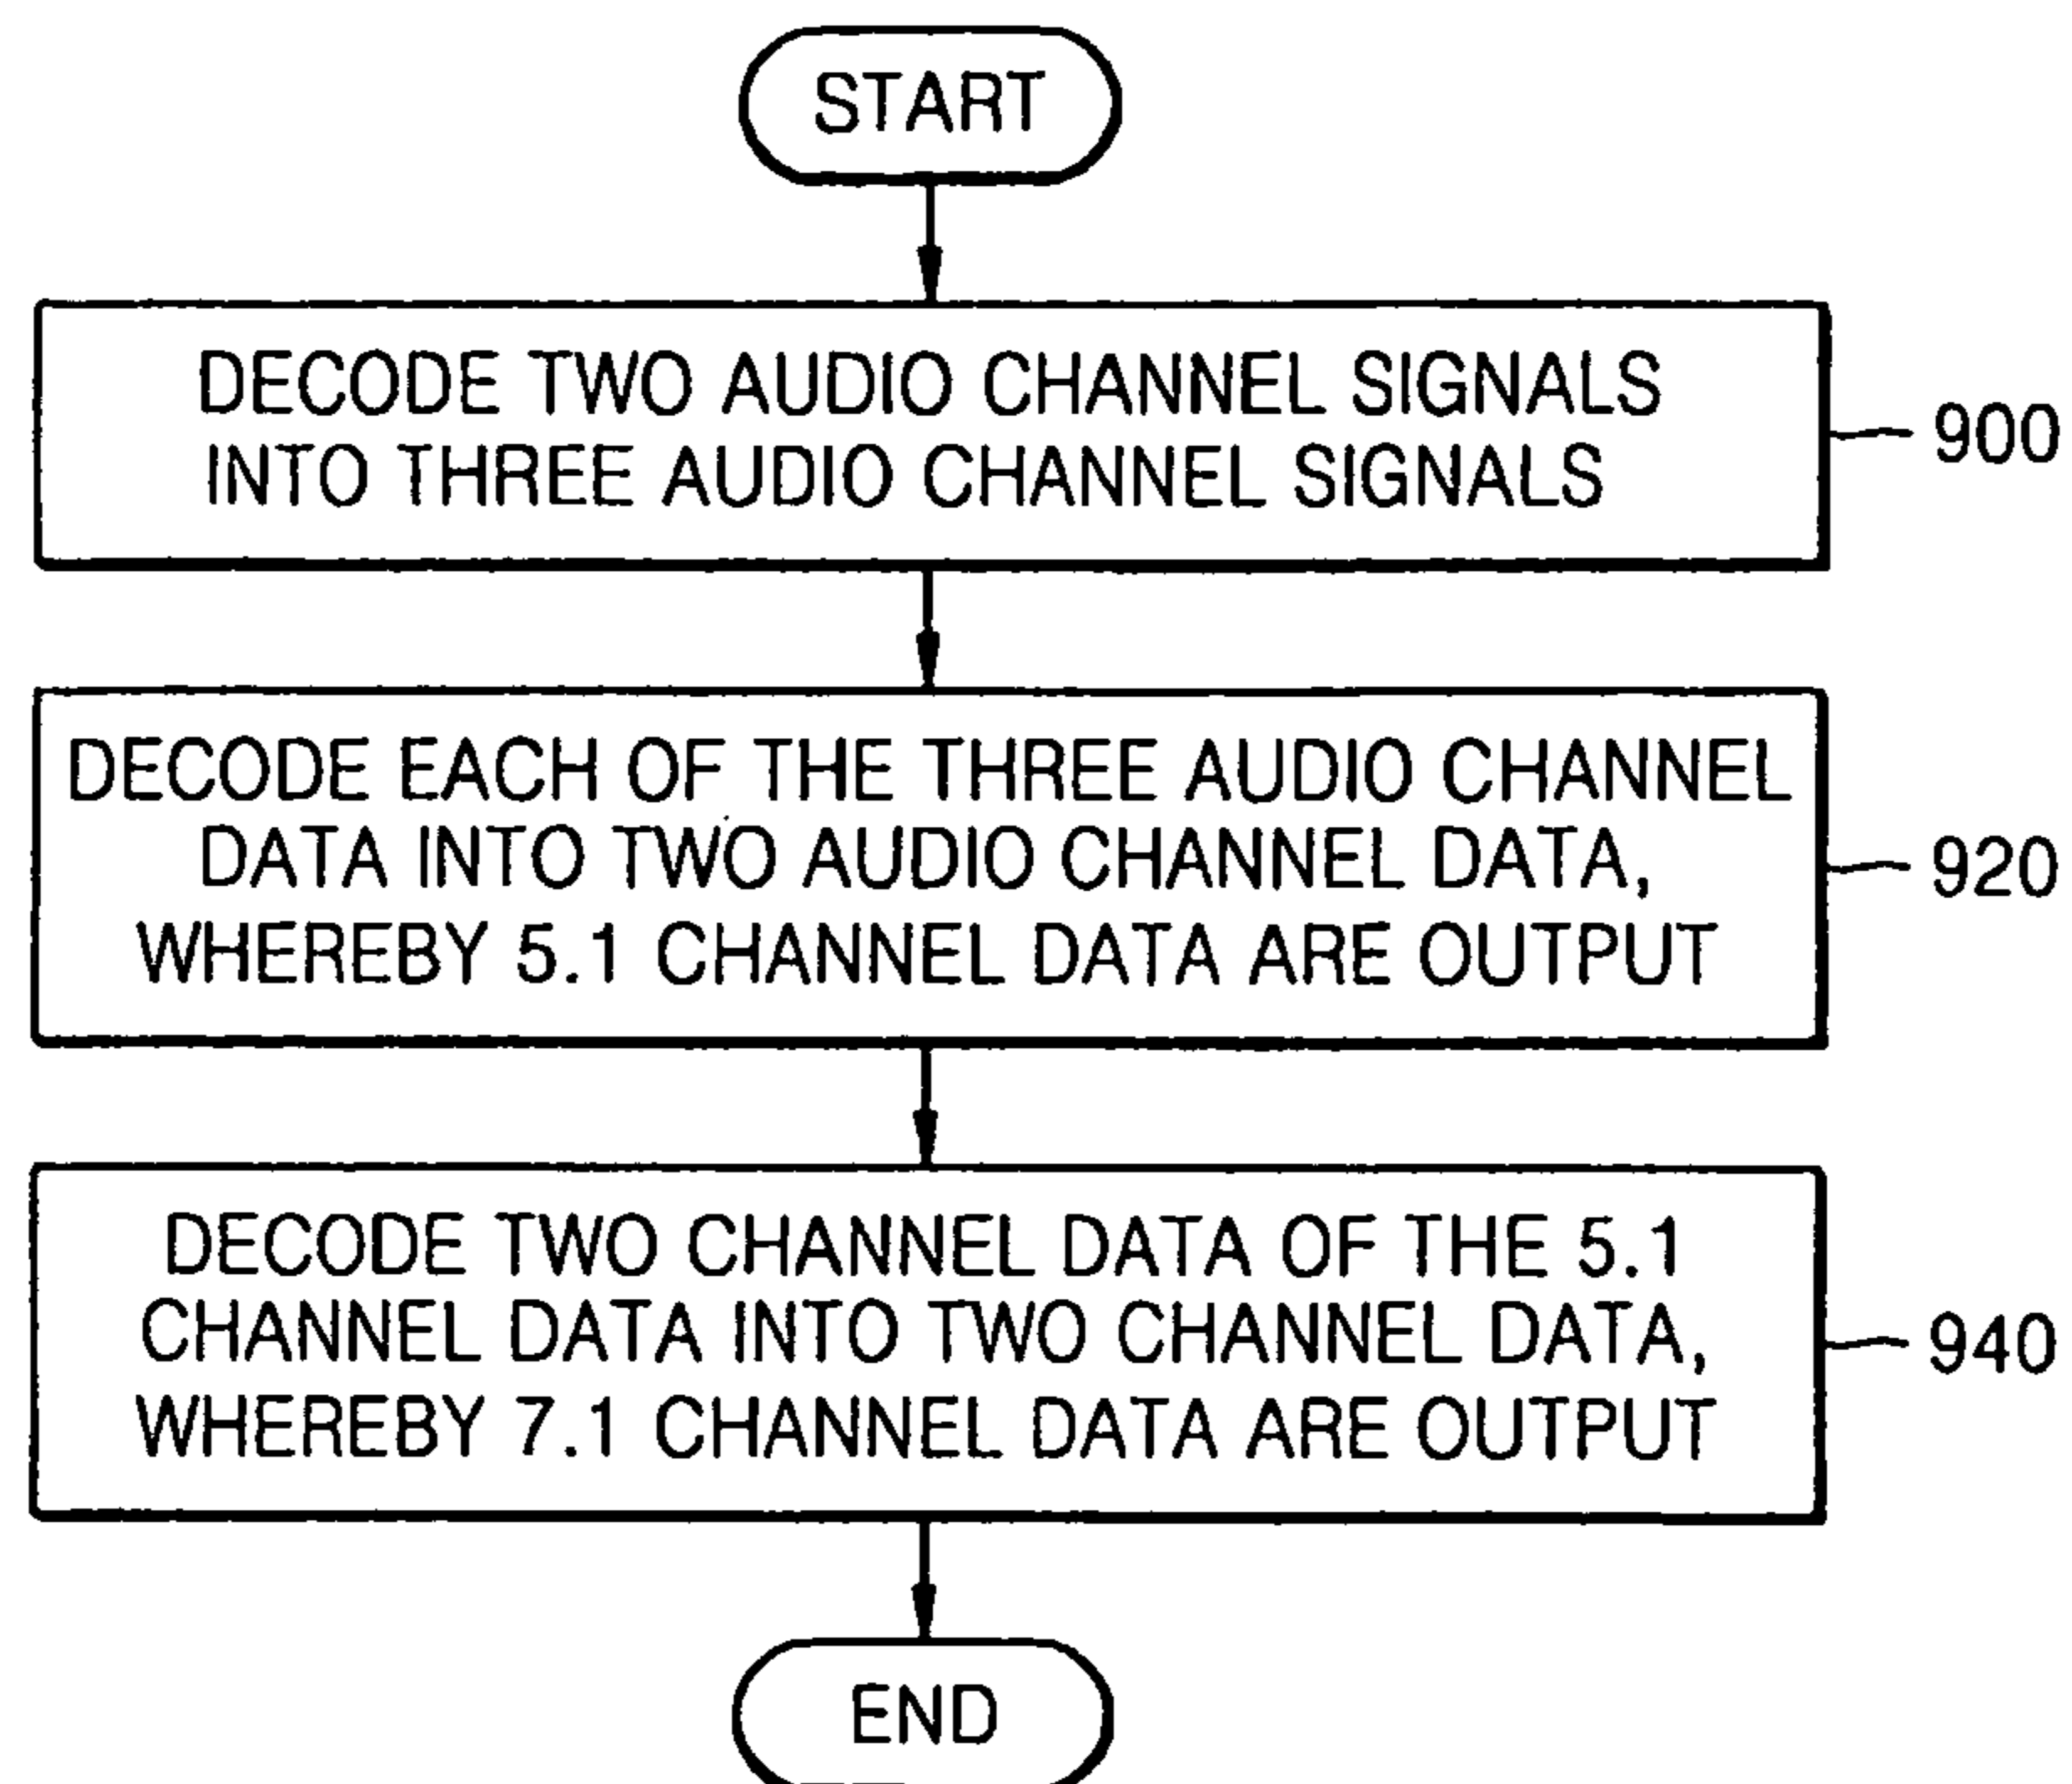 START
DECODE TWO AUDIO CHANNEL SIGNALS
INTO THREE AUDIO CHANNEL SIGNALS
900
DECODE EACH OF THE THREE AUDIO CHANNEL
DATA INTO TWO AUDIO CHANNEL DATA,
WHEREBY 5.1 CHANNEL DATA ARE OUTPUT
920
DECODE TWO CHANNEL DATA OF THE 5.1
CHANNEL DATA INTO TWO CHANNEL DATA,
WHEREBY 7.1 CHANNEL DATA ARE OUTPUT
940
END